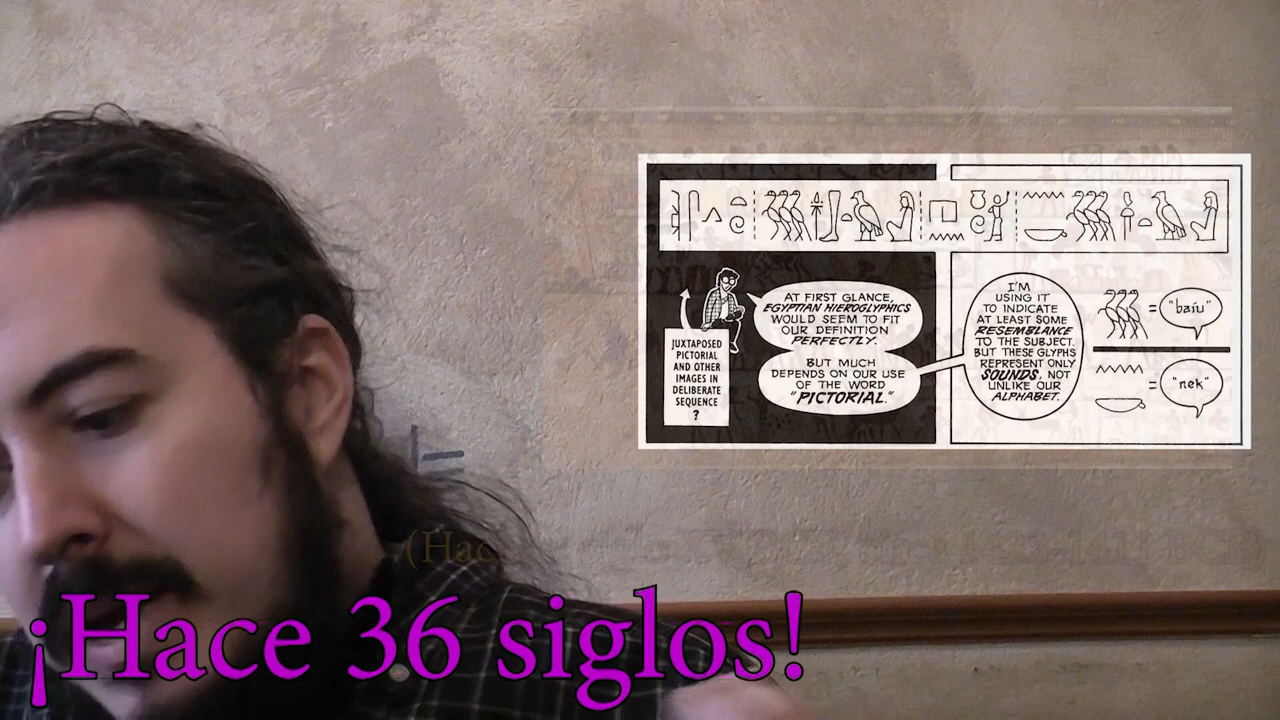 AT FIRST GLANCE,
EGYPTIAN HIEROGLYPHICS
WOULD SEEM TO FIT
OUR DEFINITION
PERFECTLY.
BUT MUCH
DEPENDS ON OUR USE
OF THE WORD
"PICTORIAL."
JUXTAPOSED
PICTORIAL
AND OTHER
IMAGES IN
DELIBERATE
SEQUENCE
?
I'M
USING IT
TO INDICATE
AT LEAST SOME
RESEMBLANCE
TO THE SUBJECT.
BUT THESE GLYPHS
REPRESENT ONLY
SOUNDS, NOT
UNLIKE OUR
ALPHABET.
= "baíu"
= "nek"
¡Hace 36 siglos!